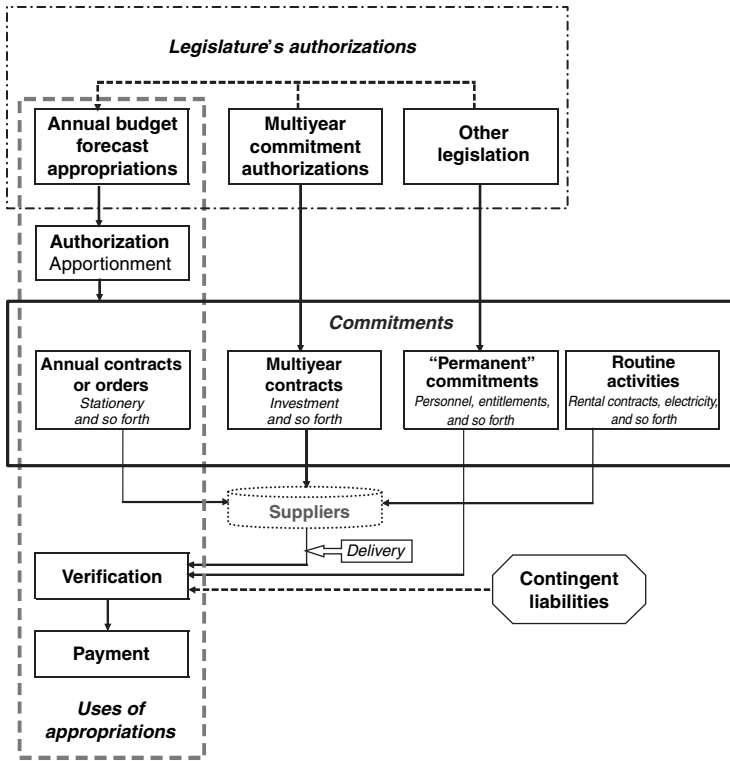 Legislature's authorizations
Annual budget
forecast
appropriations
Multiyear
commitment
authorizations
Other
legislation
Authorization
Apportionment
Commitments
Annual contracts
or orders
Stationery
and so forth
Multiyear
contracts
Investment
and so forth
“Permanent”
commitments
Personnel, entitlements,
and so forth
Routine
activities
Rental contracts, electricity,
and so forth
Suppliers
Delivery
Verification
Contingent
liabilities
Payment
Uses of
appropriations